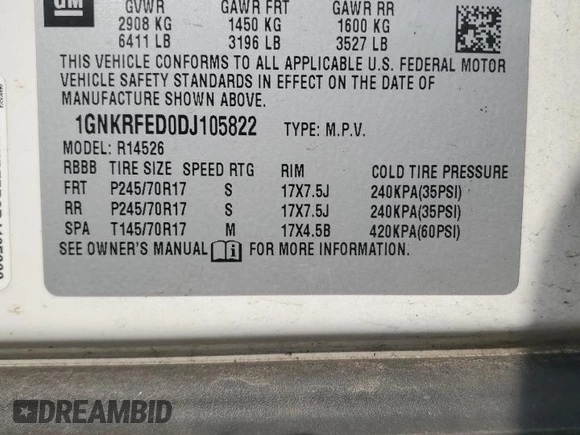 GM
GVWR GAWR FRT GAWR RR
2908 KG 1450 KG 1600 KG
6411 LB 3196 LB 3527 LB
THIS VEHICLE CONFORMS TO ALL APPLICABLE U.S. FEDERAL MOTOR
VEHICLE SAFETY STANDARDS IN EFFECT ON THE DATE OF
MANUFACTURE SHOWN ABOVE.
1GNKRFED0DJ105822 TYPE: M.P.V.
MODEL: R14526
RBBB TIRE SIZE SPEED RTG RIM COLD TIRE PRESSURE
FRT P245/70R17 S 17X7.5J 240KPA(35PSI)
RR P245/70R17 S 17X7.5J 240KPA(35PSI)
SPA T145/70R17 M 17X4.5B 420KPA(60PSI)
SEE OWNER'S MANUAL FOR MORE INFORMATION.
DREAMBID